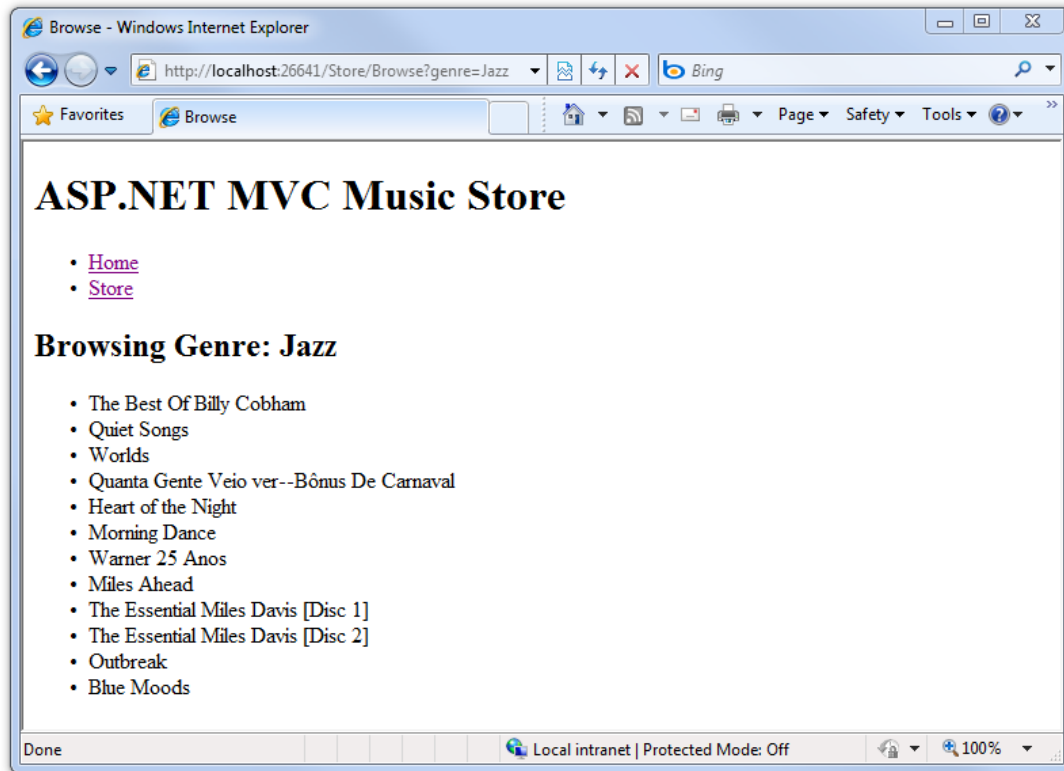 Browse - Windows Internet Explorer
http://localhost:26641/Store/Browse?genre=Jazz
Bing
Favorites
Browse
Page
Safety
Tools
»
ASP.NET MVC Music Store
• Home
• Store
Browsing Genre: Jazz
• The Best Of Billy Cobham
• Quiet Songs
• Worlds
• Quanta Gente Veio ver--Bônus De Carnaval
• Heart of the Night
• Morning Dance
• Warner 25 Anos
• Miles Ahead
• The Essential Miles Davis [Disc 1]
• The Essential Miles Davis [Disc 2]
• Outbreak
• Blue Moods
Done
Local intranet | Protected Mode: Off
100%